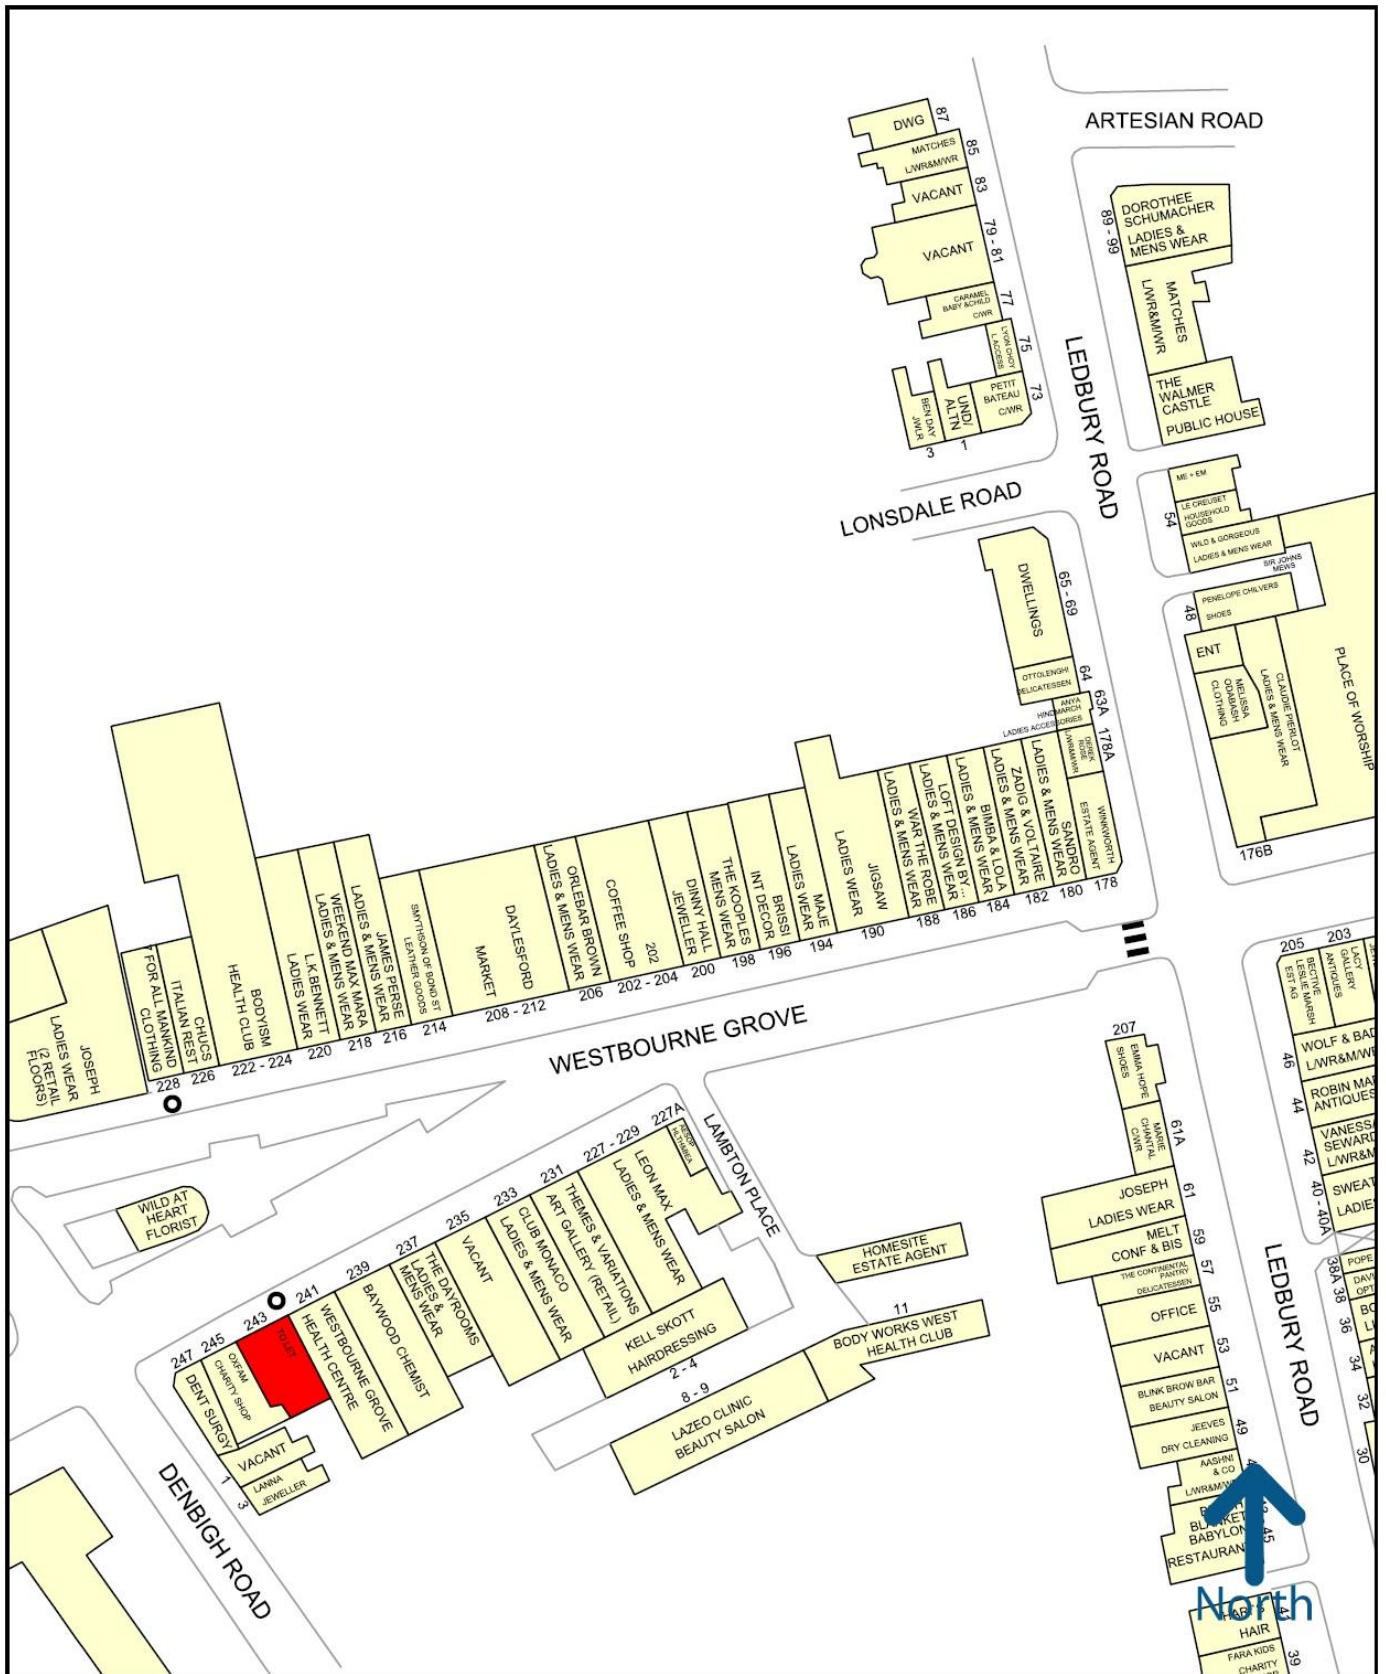 ARTESIAN ROAD
DWG
87
MATCHES
L/WR&M/WR
85
VACANT
83
VACANT
79 - 81
CARAMEL
BABY &CHILD
C/WR
77
LYON CHOY
L ACCESS
75
PETIT
BATEAU
C/WR
73
UND/
ALTN
1
BEN DAY
JWLR
3
DOROTHEE
SCHUMACHER
LADIES &
MENS WEAR
89 - 99
MATCHES
L/WR&M/WR
THE
WALMER
CASTLE
PUBLIC HOUSE
LEDBURY ROAD
LONSDALE ROAD
ME + EM
LE CREUSET
HOUSEHOLD
GOODS
54
WILD & GORGEOUS
LADIES & MENS WEAR
SIR JOHNS
MEWS
PENELOPE CHILVERS
SHOES
48
ENT
MELISSA
ODABASH
CLOTHING
CLAUDIE PIERLOT
LADIES & MENS WEAR
PLACE OF WORSHIP
176B
DWELLINGS
65 - 69
OTTOLENGHI
DELICATESSEN
64
ANYA
HINDMARCH
LADIES ACCESSORIES
63A
DEREK
ROSE
L/WR&M/WR
178A
WINKWORTH
ESTATE AGENT
178
SANDRO
LADIES & MENS WEAR
180
ZADIG & VOLTAIRE
LADIES & MENS WEAR
182
BIMBA & LOLA
LADIES & MENS WEAR
184
LOFT DESIGN BY...
LADIES & MENS WEAR
186
WAR THE ROBE
LADIES & MENS WEAR
188
JIGSAW
LADIES WEAR
190
MAJE
LADIES WEAR
194
BRISSI
INT DECOR
196
THE KOOPLES
MENS WEAR
198
DINNY HALL
JEWELLER
200
202
COFFEE SHOP
202 - 204
ORLEBAR BROWN
LADIES & MENS WEAR
206
DAYLESFORD
MARKET
208 - 212
SMYTHSON OF BOND ST
LEATHER GOODS
214
JAMES PERSE
LADIES & MENS WEAR
216
WEEKEND MAX MARA
LADIES & MENS WEAR
218
L.K.BENNETT
LADIES WEAR
220
BODYISM
HEALTH CLUB
222 - 224
CHUCS
ITALIAN REST
226
7 FOR ALL MANKIND
CLOTHING
228
JOSEPH
LADIES WEAR
(2 RETAIL
FLOORS)
WESTBOURNE GROVE
WILD AT
HEART
FLORIST
LAMBTON PLACE
AESOP
HLTH&BEA
227A
LEON MAX
LADIES & MENS WEAR
227 - 229
THEMES & VARIATIONS
ART GALLERY (RETAIL)
231
CLUB MONACO
LADIES & MENS WEAR
233
VACANT
235
THE DAYROOMS
LADIES &
MENS WEAR
237
BAYWOOD CHEMIST
239
WESTBOURNE GROVE
HEALTH CENTRE
241
TO LET
243
OXFAM
CHARITY SHOP
245
DENT SURGY
247
VACANT
1
LANNA
JEWELLER
3
DENBIGH ROAD
KELL SKOTT
HAIRDRESSING
2 - 4
LAZEO CLINIC
BEAUTY SALON
8 - 9
HOMESITE
ESTATE AGENT
11
BODY WORKS WEST
HEALTH CLUB
207
EMMA HOPE
SHOES
MARIE
CHANTAL
C/WR
61A
JOSEPH
LADIES WEAR
61
MELT
CONF & BIS
59
THE CONTINENTAL
PANTRY
DELICATESSEN
57
OFFICE
55
VACANT
53
BLINK BROW BAR
BEAUTY SALON
51
JEEVES
DRY CLEANING
49
AASHNI
& CO
BABYLON
45
LEDBURY ROAD
205
BECTIVE
LESLIE MARSH
EST AG
203
LACY
GALLERY
ANTIQUES
WOLF & BAD
L/WR&M/WR
46
ROBIN MAR
ANTIQUES
44
VANESSA
SEWARD
L/WR&M
42
SWEAT
LADIE
40 - 40A
POPE
38A
38
36
34
32
30
North
HAIR
FARA KIDS
CHARITY
39